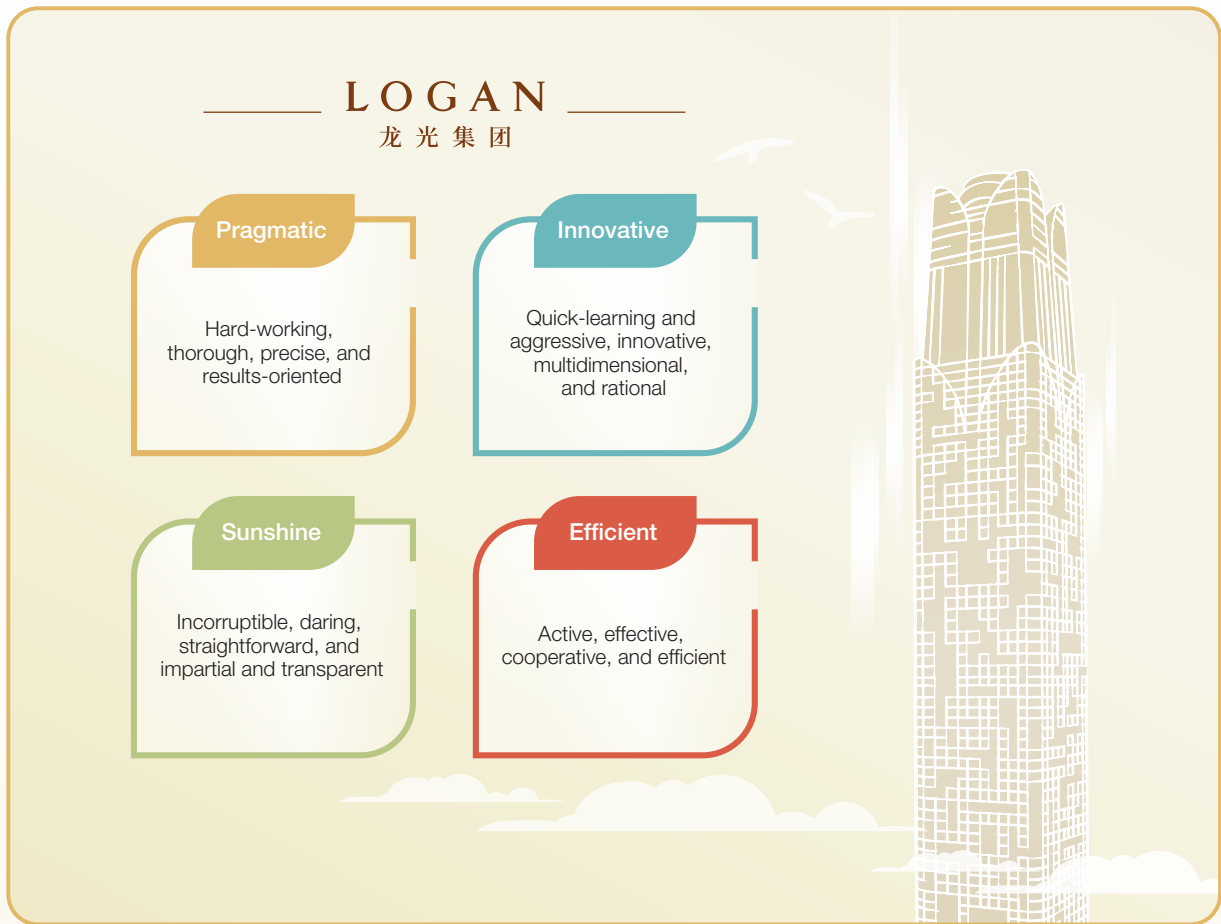 LOGAN
龙光集团
Pragmatic
Hard-working,
thorough, precise, and
results-oriented
Innovative
Quick-learning and
aggressive, innovative,
multidimensional,
and rational
Sunshine
Incorruptible, daring,
straightforward, and
impartial and transparent
Efficient
Active, effective,
cooperative, and efficient